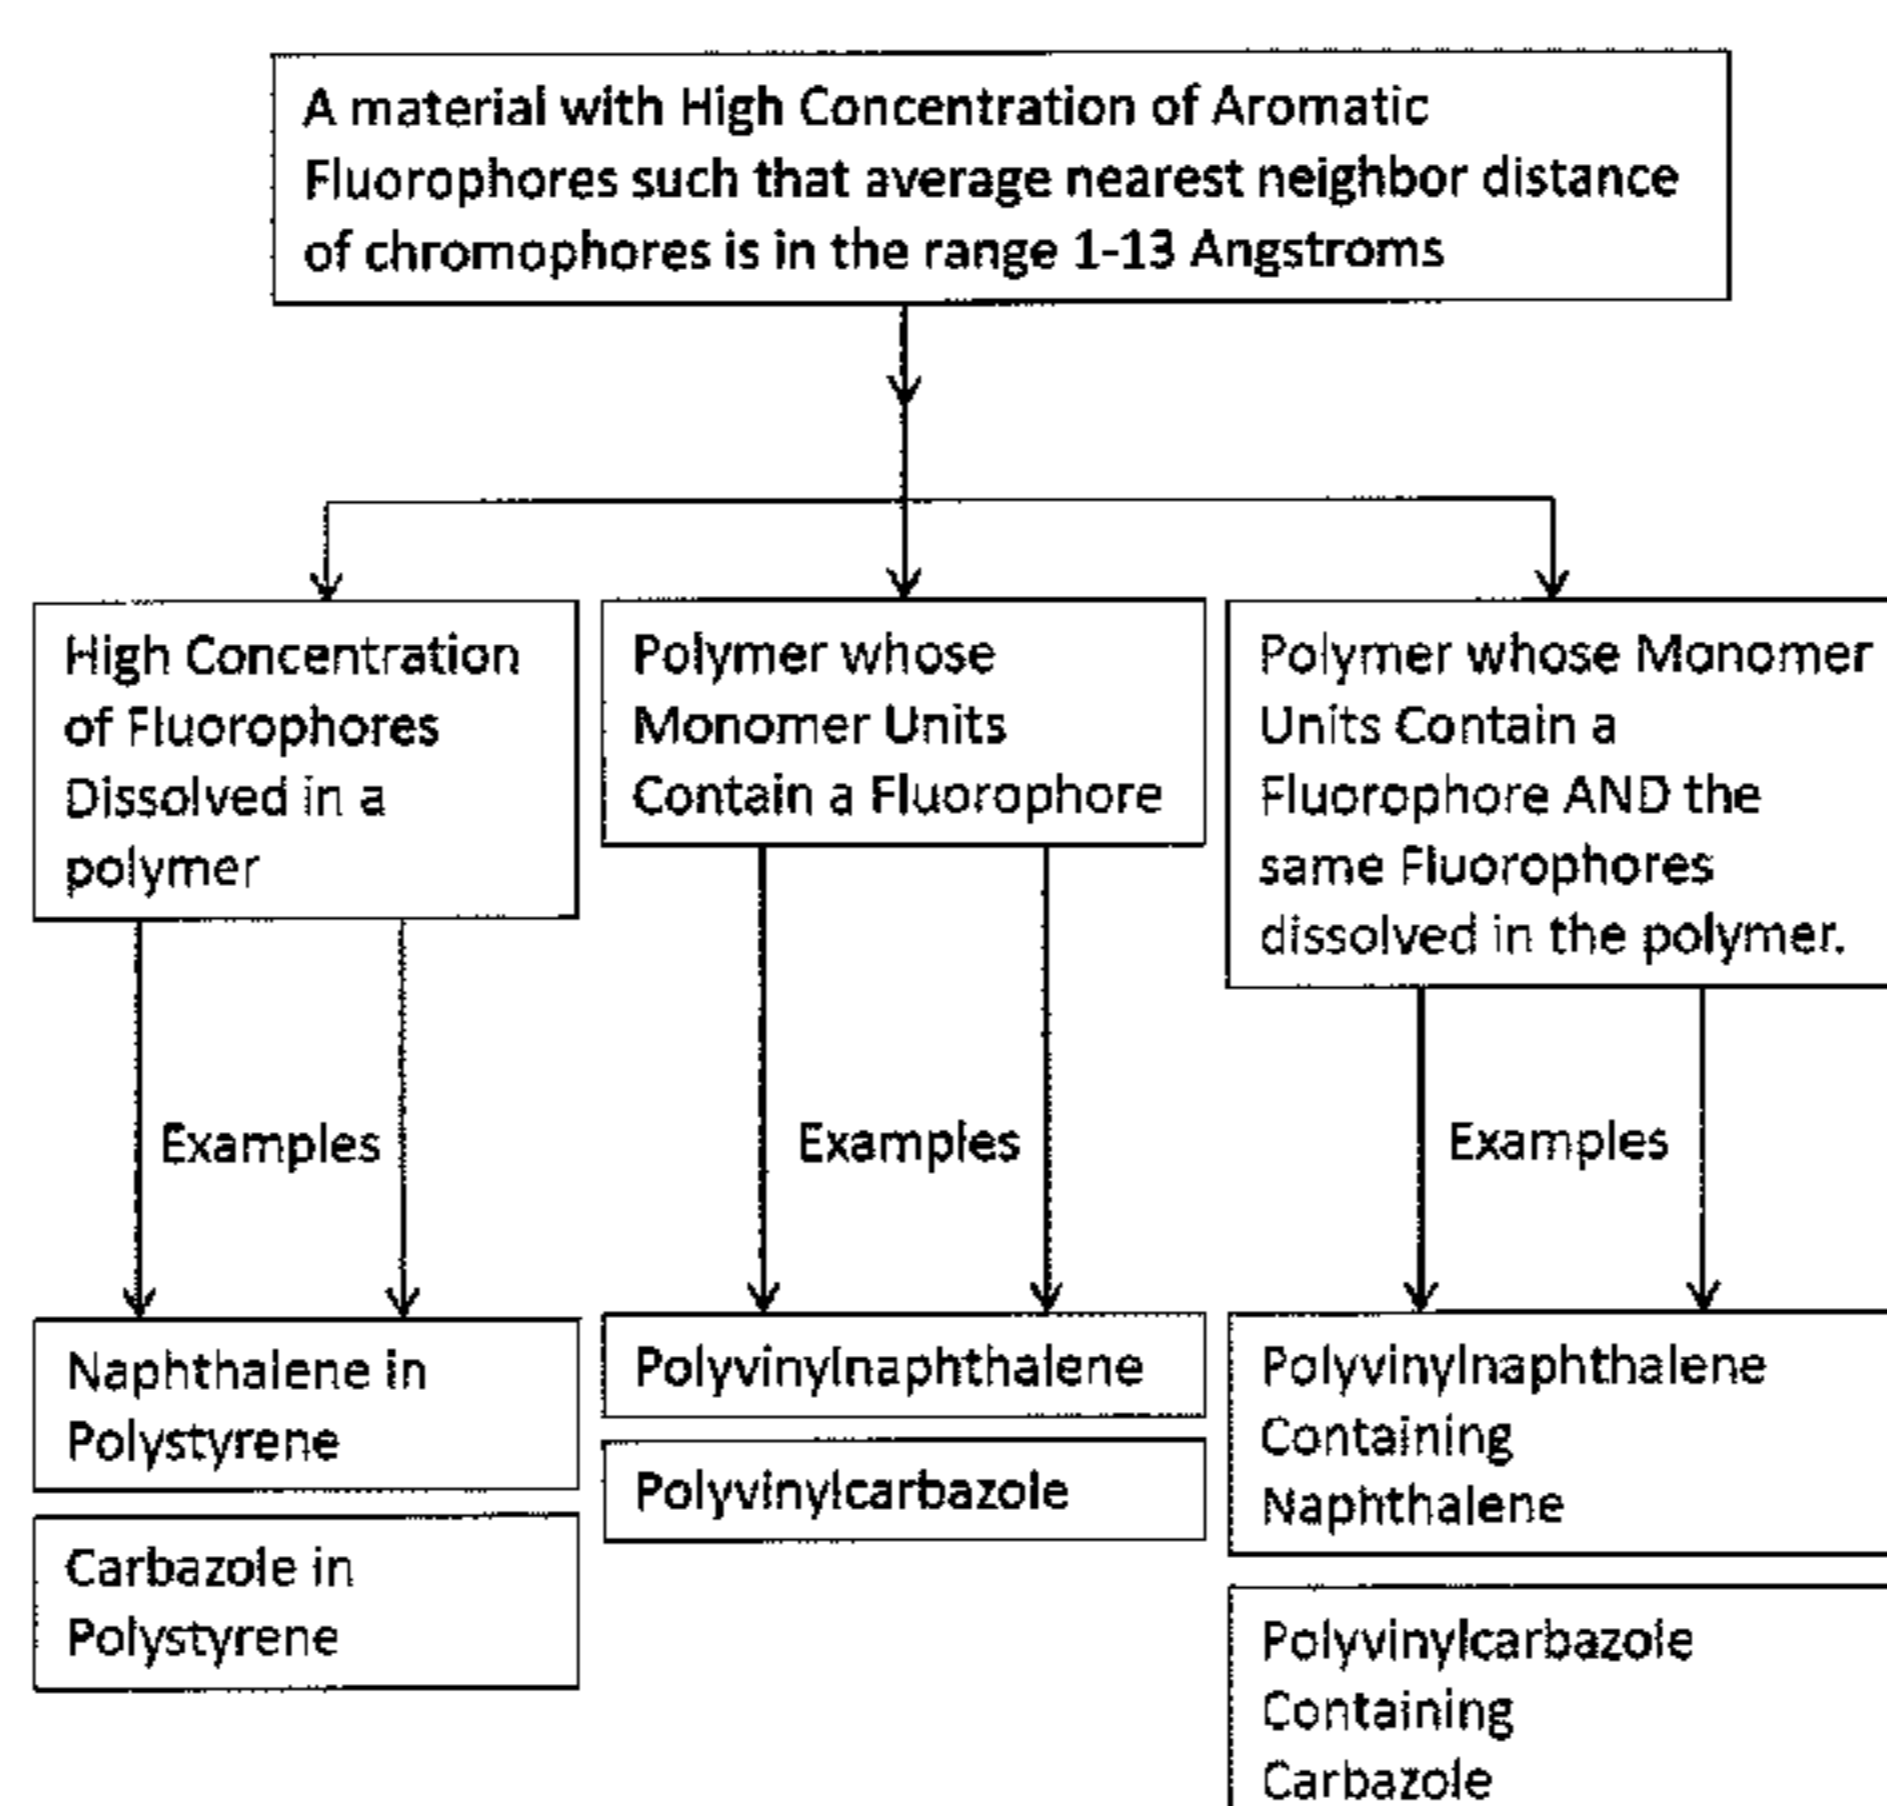 A material with High Concentration of Aromatic
Fluorophores such that average nearest neighbor distance
of chromophores is in the range 1-13 Angstroms
High Concentration
of Fluorophores
Dissolved in a
polymer
Polymer whose
Monomer Units
Contain a Fluorophore
Polymer whose Monomer
Units Contain a
Fluorophore AND the
same Fluorophores
dissolved in the polymer.
Examples
Examples
Examples
Naphthalene in
Polystyrene
Carbazole in
Polystyrene
Polyvinylnaphthalene
Polyvinylcarbazole
Polyvinylnaphthalene
Containing
Naphthalene
Polyvinylcarbazole
Containing
Carbazole